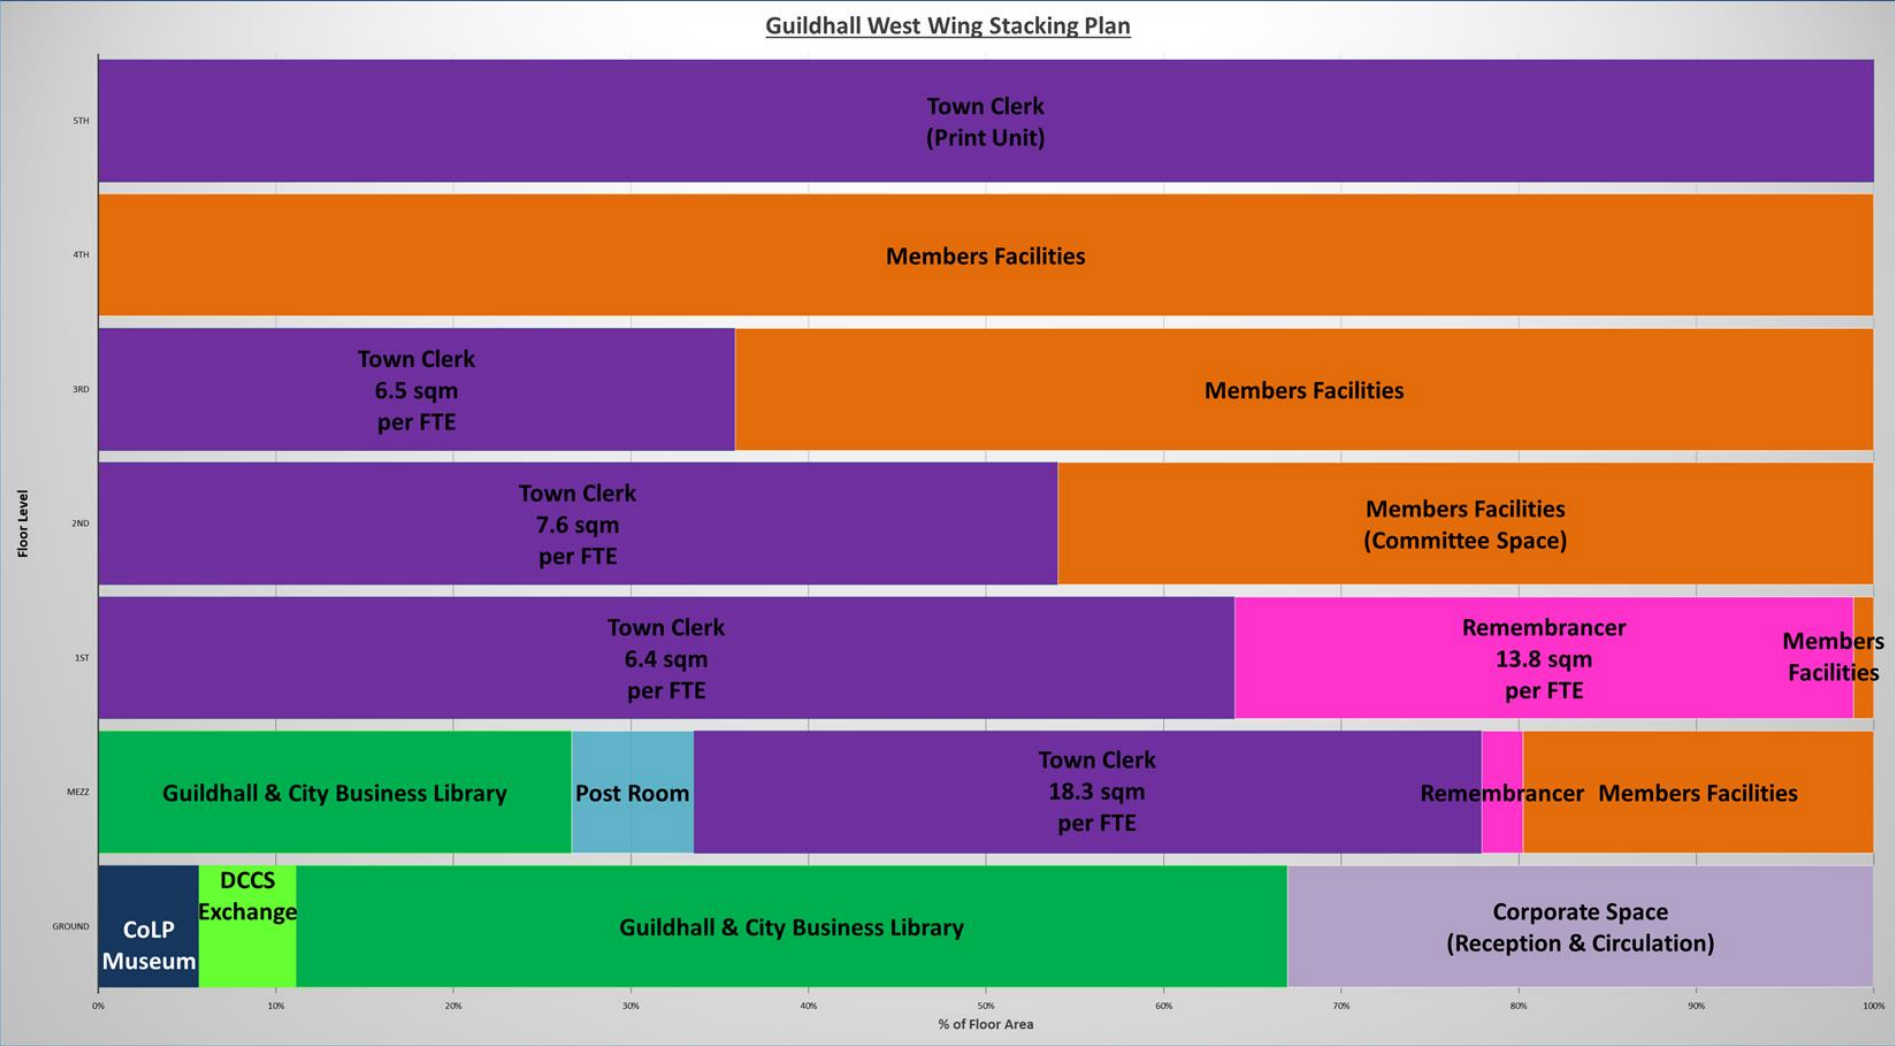 Guildhall West Wing Stacking Plan
5TH
Town Clerk
(Print Unit)
4TH
Members Facilities
3RD
Town Clerk
6.5 sqm
per FTE
Members Facilities
2ND
Town Clerk
7.6 sqm
per FTE
Members Facilities
(Committee Space)
1ST
Town Clerk
6.4 sqm
per FTE
Remembrancer
13.8 sqm
per FTE
Members
Facilities
MEZZ
Guildhall & City Business Library
Post Room
Town Clerk
18.3 sqm
per FTE
Remembrancer
Members Facilities
GROUND
CoLP
Museum
DCCS
Exchange
Guildhall & City Business Library
Corporate Space
(Reception & Circulation)
Floor Level
0% 10% 20% 30% 40% 50% 60% 70% 80% 90% 100%
% of Floor Area